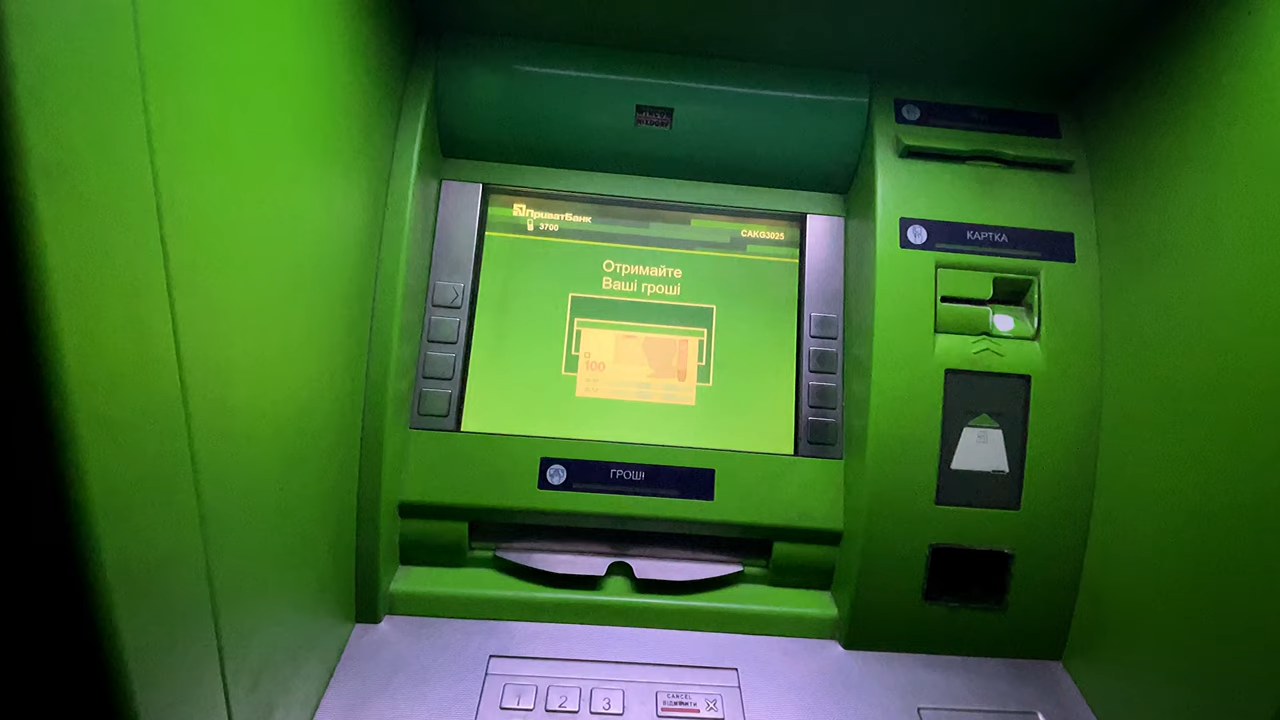 ПриватБанк
3700
CAKG3025
Отримайте
Ваші гроші
100
КАРТКА
ГРОШІ
1 2 3
CANCEL
ВІДМІНИТИ